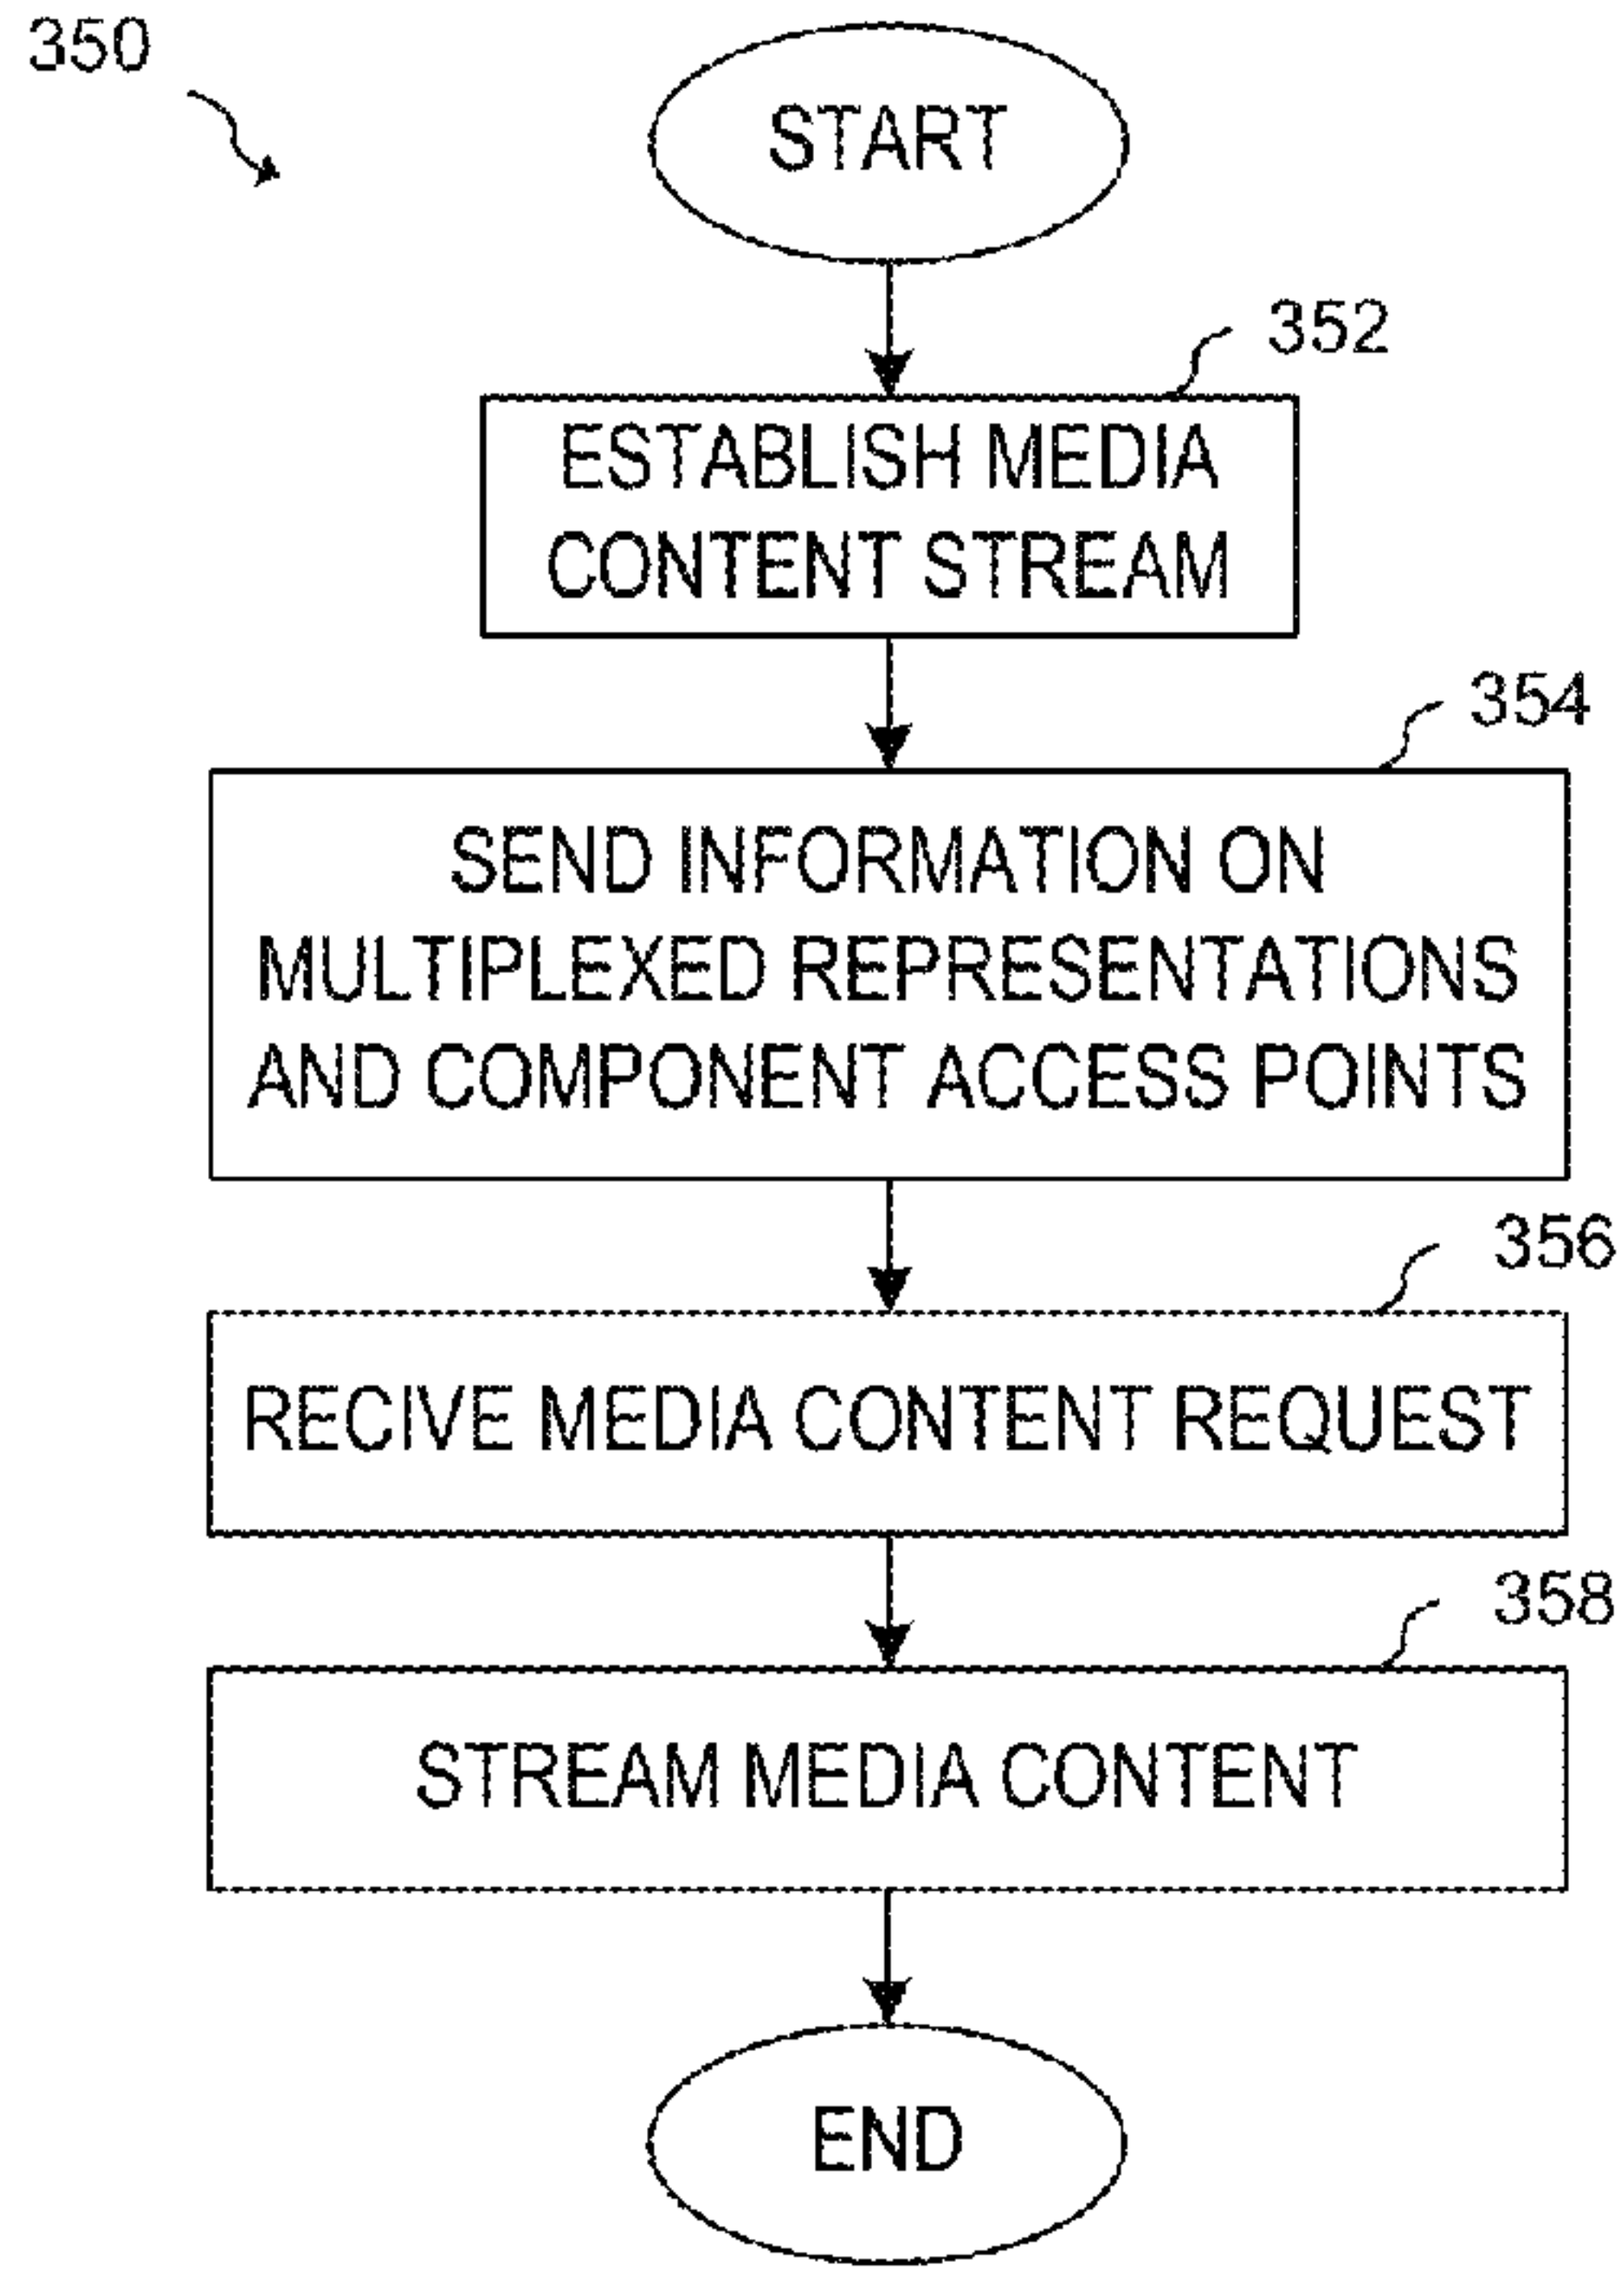 350
START
352
ESTABLISH MEDIA
CONTENT STREAM
354
SEND INFORMATION ON
MULTIPLEXED REPRESENTATIONS
AND COMPONENT ACCESS POINTS
356
RECIVE MEDIA CONTENT REQUEST
358
STREAM MEDIA CONTENT
END